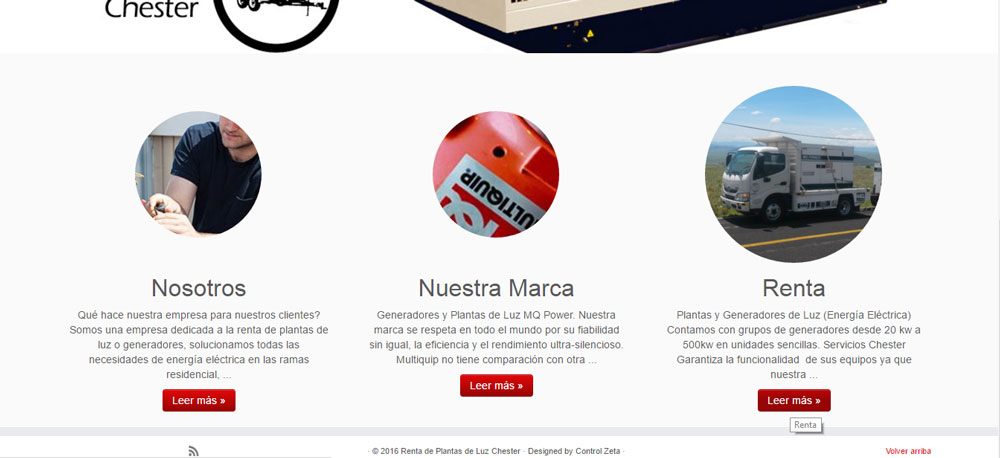 Chester
ULTIQUIP.
Nosotros
Qué hace nuestra empresa para nuestros clientes?
Somos una empresa dedicada a la renta de plantas de
luz o generadores, solucionamos todas las
necesidades de energía eléctrica en las ramas
residencial, ...
Leer más »
Nuestra Marca
Generadores y Plantas de Luz MQ Power. Nuestra
marca se respeta en todo el mundo por su fiabilidad
sin igual, la eficiencia y el rendimiento ultra-silencioso.
Multiquip no tiene comparación con otra ...
Leer más »
Renta
Plantas y Generadores de Luz (Energía Eléctrica)
Contamos con grupos de generadores desde 20 kw a
500kw en unidades sencillas. Servicios Chester
Garantiza la funcionalidad  de sus equipos ya que
nuestra ...
Leer más »
Renta
· © 2016 Renta de Plantas de Luz Chester · Designed by Control Zeta ·
Volver arriba